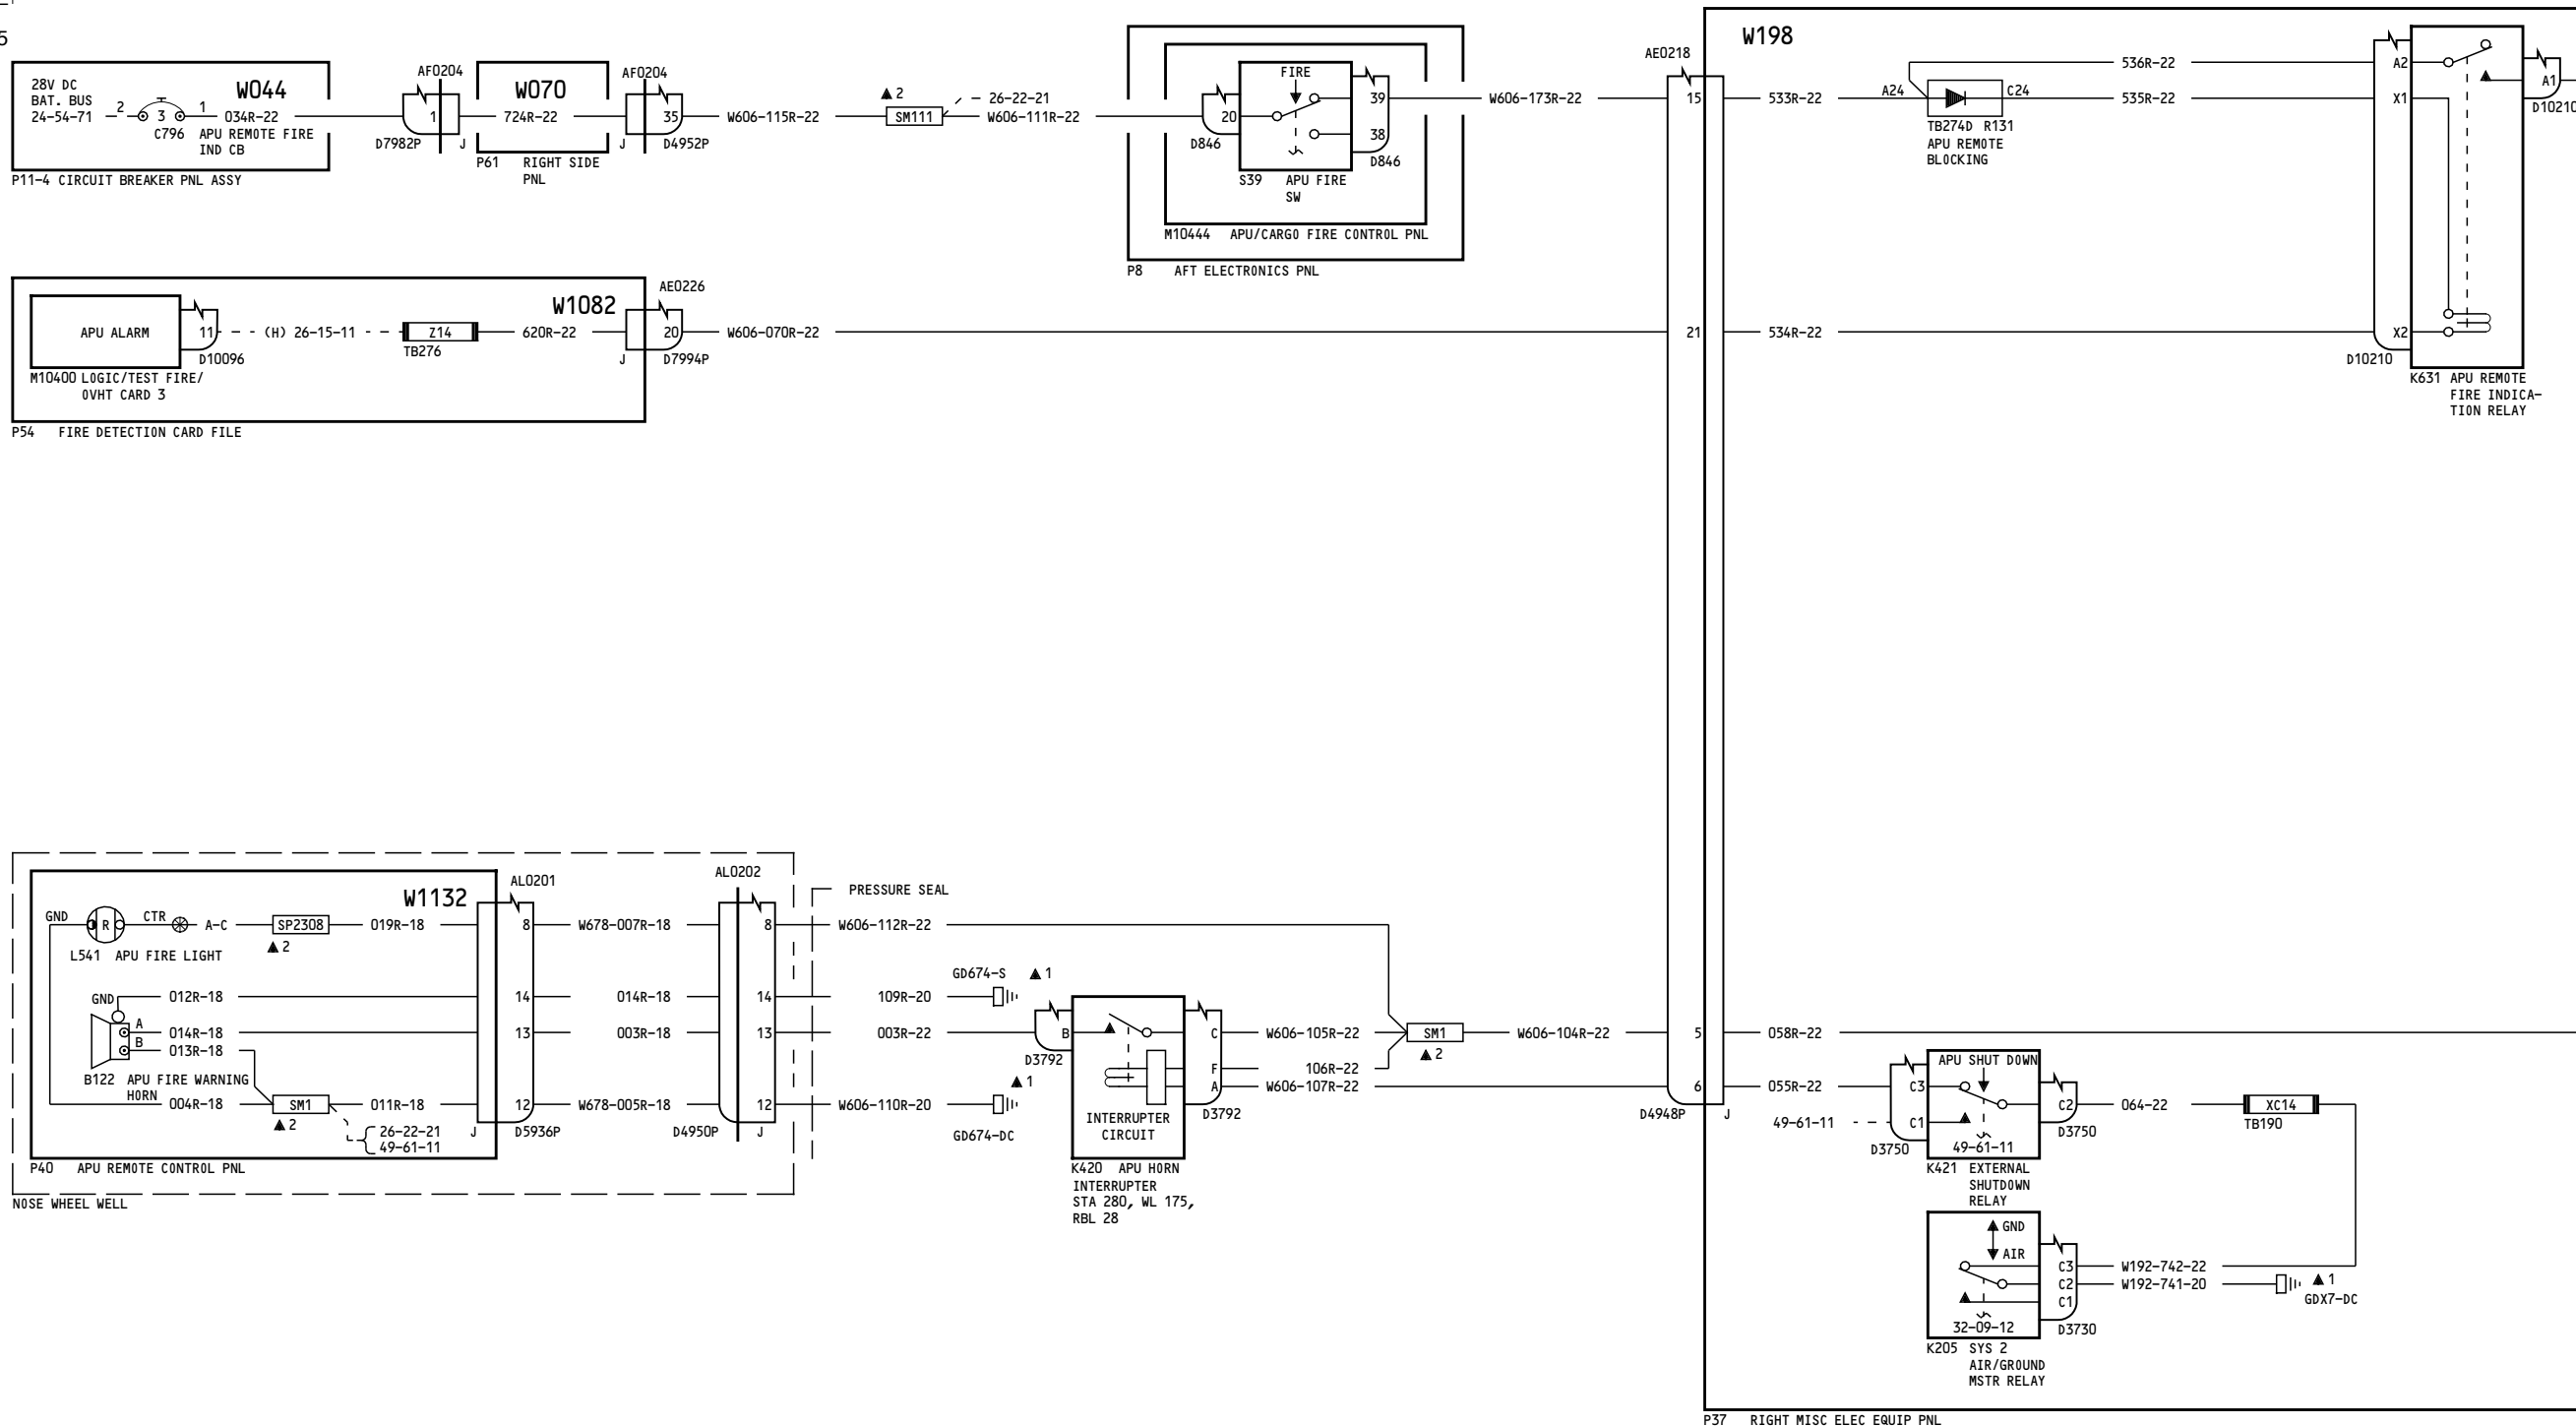 5
28V DC
BAT. BUS
24-54-71
2
3
1
C796
W044
034R-22
APU REMOTE FIRE
IND CB
P11-4 CIRCUIT BREAKER PNL ASSY
AF0204
1
D7982P
J
W070
724R-22
P61 RIGHT SIDE
PNL
AF0204
35
J
D4952P
W606-115R-22
▲ 2
SM111
26-22-21
W606-111R-22
20
D846
FIRE
39
38
D846
S39 APU FIRE
SW
M10444 APU/CARGO FIRE CONTROL PNL
P8 AFT ELECTRONICS PNL
W606-173R-22
AE0218
15
W198
533R-22
A24
C24
TB274D R131
APU REMOTE
BLOCKING
536R-22
535R-22
A2
X1
A1
D10210
APU ALARM
11
D10096
M10400 LOGIC/TEST FIRE/
OVHT CARD 3
(H) 26-15-11
Z14
TB276
620R-22
W1082
AE0226
20
J
D7994P
P54 FIRE DETECTION CARD FILE
W606-070R-22
21
534R-22
X2
D10210
K631 APU REMOTE
FIRE INDICA-
TION RELAY
W1132
GND
R
CTR
A-C
SP2308
▲ 2
019R-18
L541 APU FIRE LIGHT
GND
012R-18
A
014R-18
B
013R-18
B122 APU FIRE WARNING
HORN
004R-18
SM1
▲ 2
011R-18
26-22-21
49-61-11
P40 APU REMOTE CONTROL PNL
NOSE WHEEL WELL
AL0201
8
14
13
12
J
D5936P
W678-007R-18
014R-18
003R-18
W678-005R-18
AL0202
8
14
13
12
D4950P
J
PRESSURE SEAL
W606-112R-22
109R-20
GD674-S ▲ 1
003R-22
W606-110R-20
▲ 1
GD674-DC
B
D3792
C
F
A
D3792
INTERRUPTER
CIRCUIT
K420 APU HORN
INTERRUPTER
STA 280, WL 175,
RBL 28
W606-105R-22
106R-22
W606-107R-22
SM1
▲ 2
W606-104R-22
5
6
D4948P
J
058R-22
055R-22
49-61-11
C3
C1
D3750
APU SHUT DOWN
49-61-11
C2
D3750
K421 EXTERNAL
SHUTDOWN
RELAY
064-22
XC14
TB190
GND
AIR
32-09-12
C3
C2
C1
D3730
K205 SYS 2
AIR/GROUND
MSTR RELAY
W192-742-22
W192-741-20
▲ 1
GDX7-DC
P37 RIGHT MISC ELEC EQUIP PNL